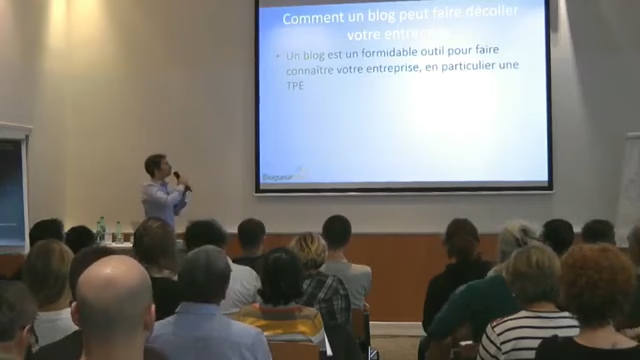 Comment un blog peut faire décoller
votre entreprise
• Un blog est un formidable outil pour faire
connaître votre entreprise, en particulier une
TPE